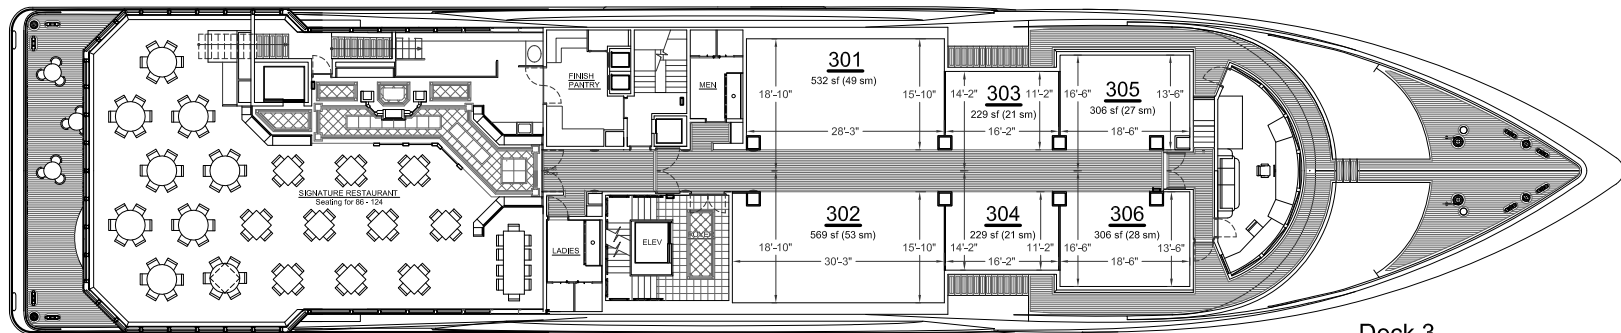 FINISH
PANTRY
MEN
301
532 sf (49 sm)
18'-10"
15'-10"
28'-3"
303
229 sf (21 sm)
14'-2"
11'-2"
16'-2"
305
306 sf (27 sm)
16'-6"
13'-6"
18'-6"
SIGNATURE RESTAURANT
Seating for 86 - 124
LADIES
ELEV
302
569 sf (53 sm)
18'-10"
15'-10"
30'-3"
304
229 sf (21 sm)
14'-2"
11'-2"
16'-2"
306
306 sf (28 sm)
16'-6"
13'-6"
18'-6"
Deck 3